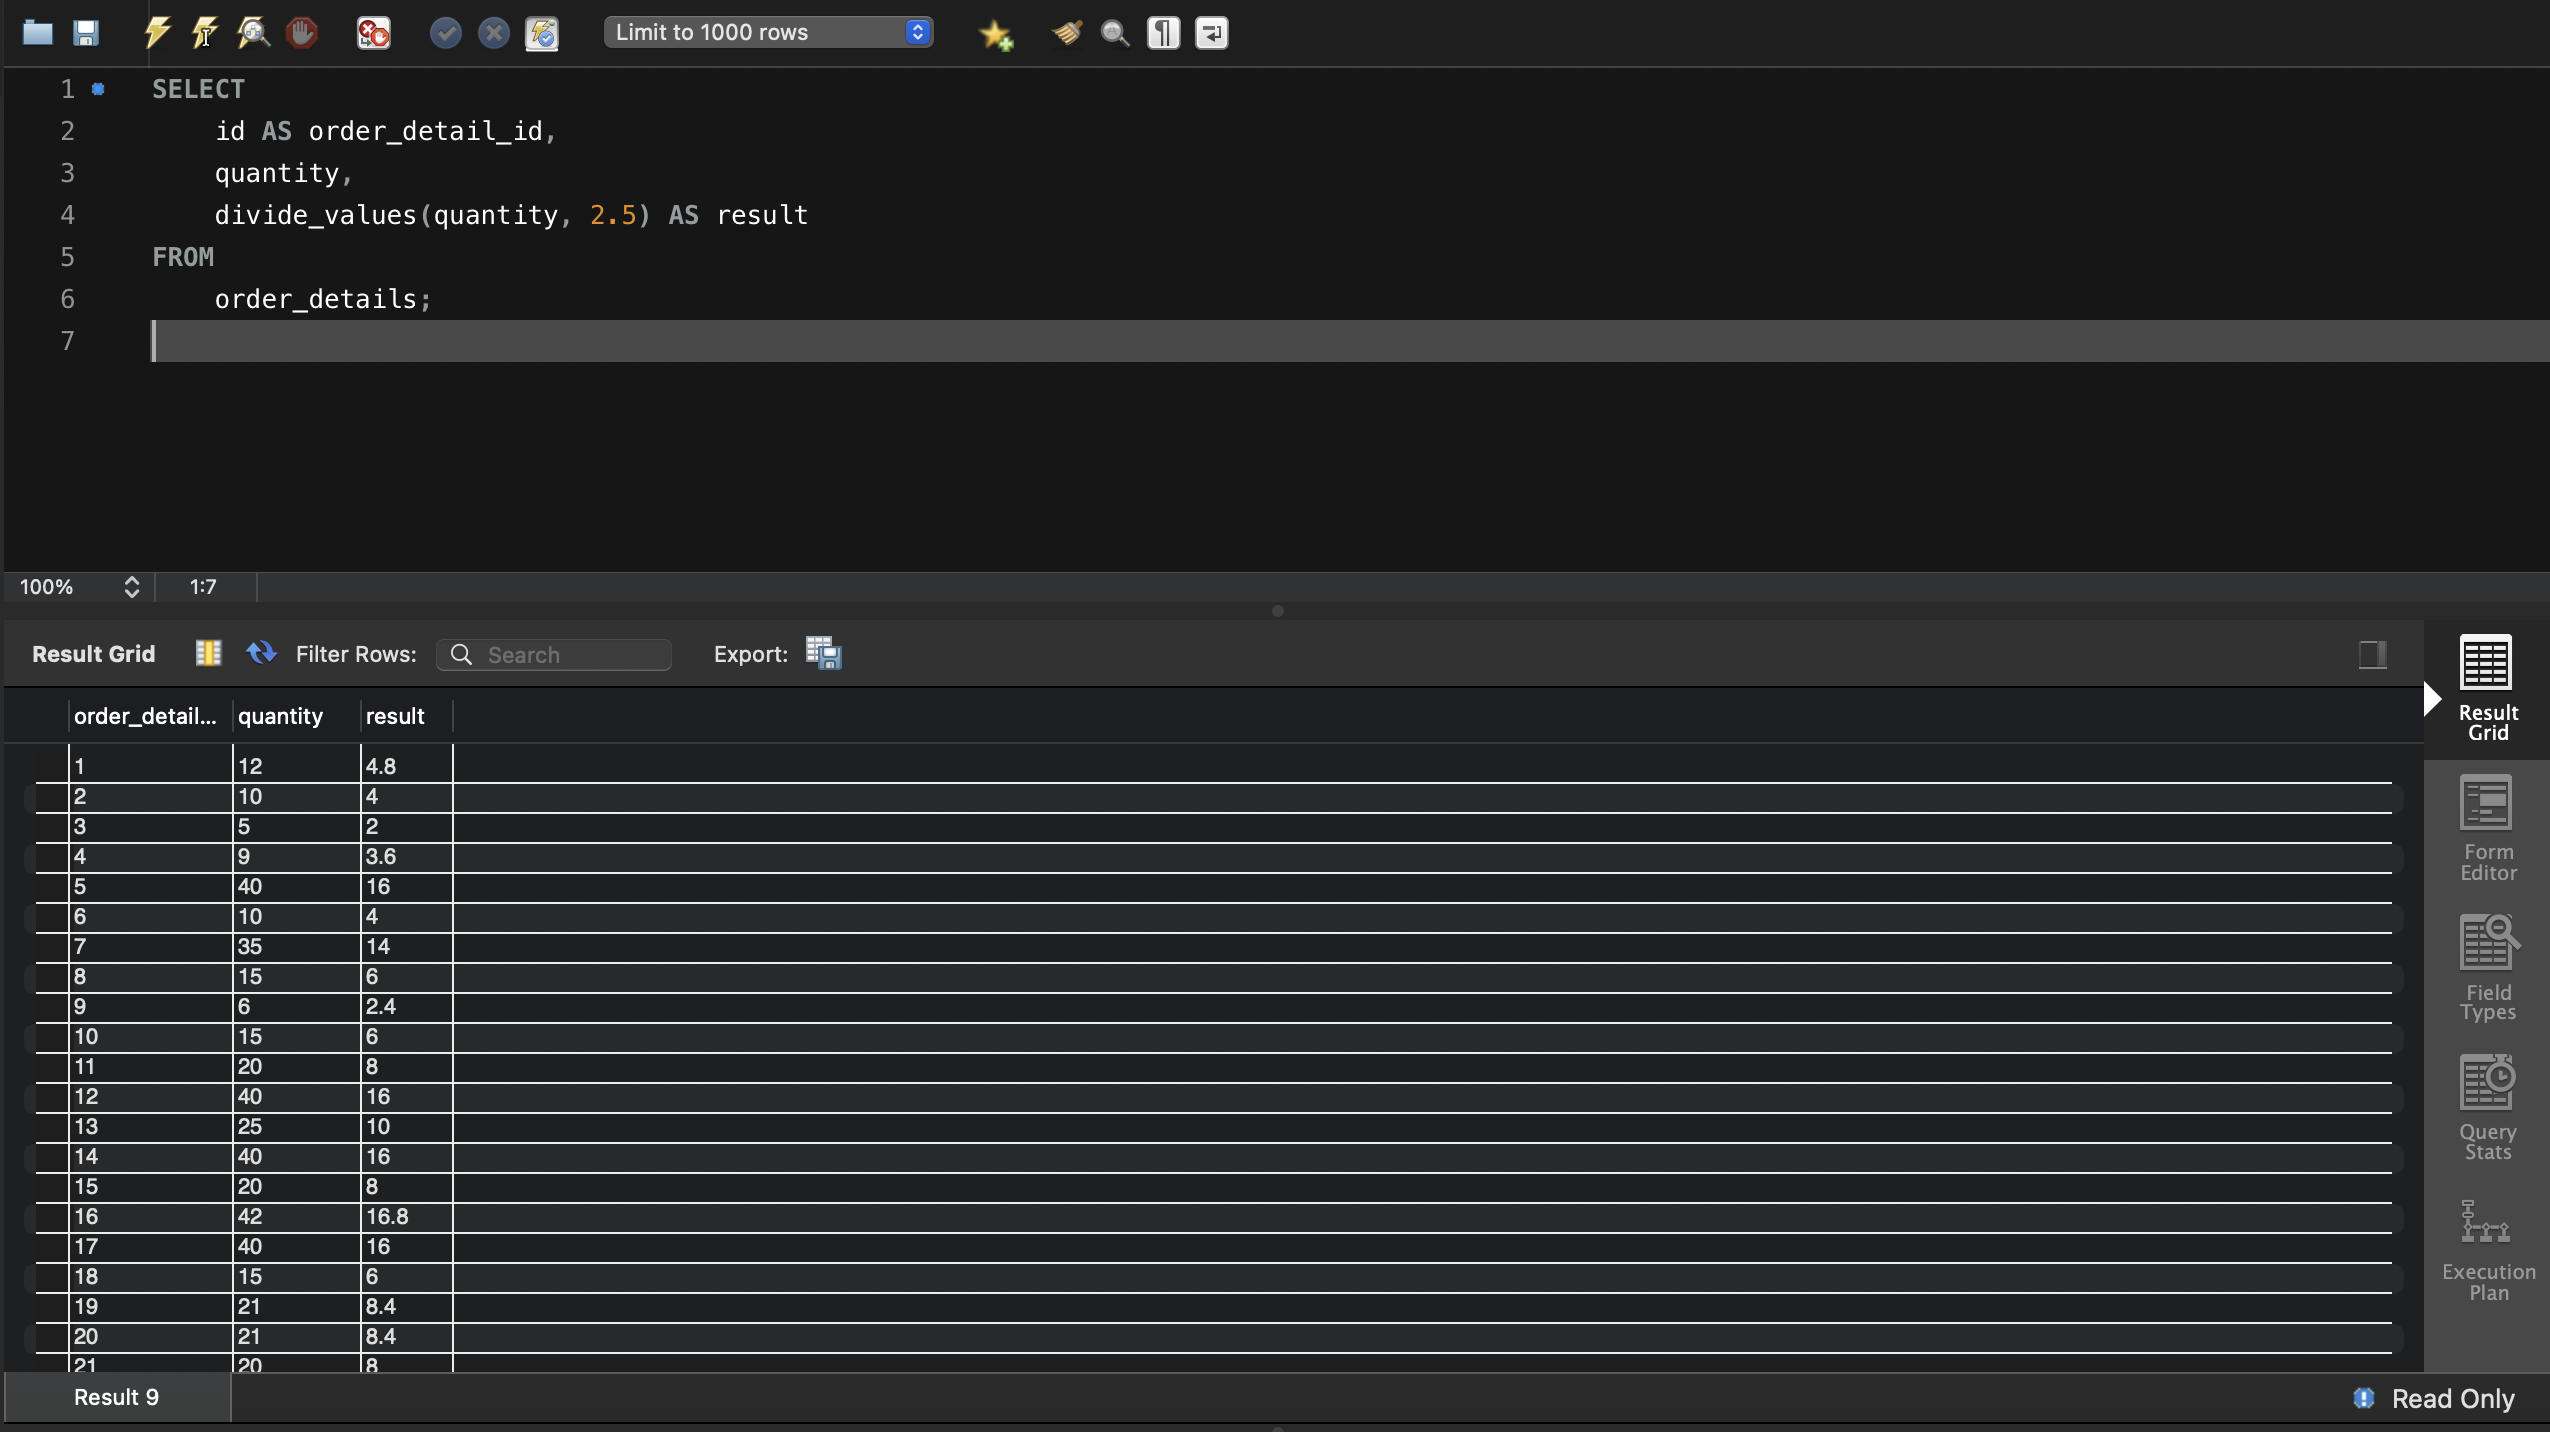 Limit to 1000 rows
1 SELECT
2 id AS order_detail_id,
3 quantity,
4 divide_values(quantity, 2.5) AS result
5 FROM
6 order_details;
7
100% 1:7
Result Grid Filter Rows: Search Export:
order_detail... quantity result
1 12 4.8
2 10 4
3 5 2
4 9 3.6
5 40 16
6 10 4
7 35 14
8 15 6
9 6 2.4
10 15 6
11 20 8
12 40 16
13 25 10
14 40 16
15 20 8
16 42 16.8
17 40 16
18 15 6
19 21 8.4
20 21 8.4
21 20 8
Result
Grid
Form
Editor
Field
Types
Query
Stats
Execution
Plan
Result 9 Read Only